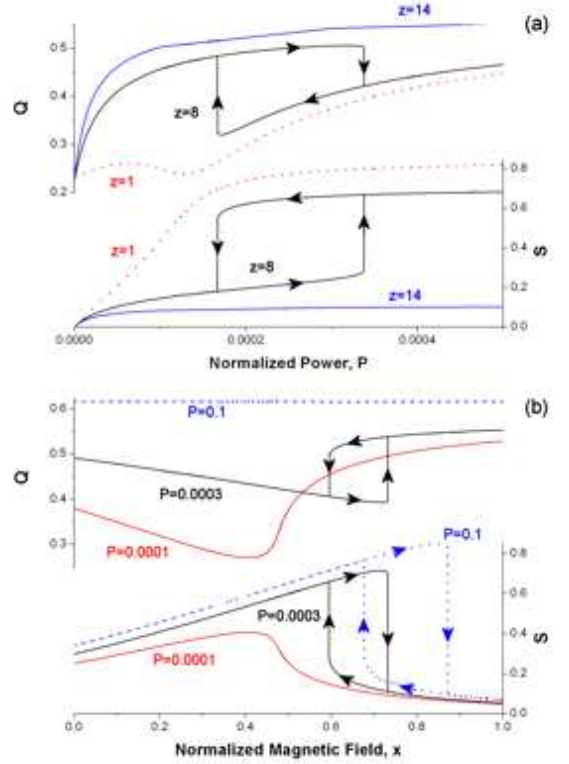 z=14
(a)
0.5
Q
0.4
z=8
0.3
z=1
0.2
0.8
z=1
0.6
z=8
0.4
S
0.2
z=14
0.0
0.0000
0.0002
0.0004
Normalized Power, P
0.6
P=0.1
(b)
Q
0.5
0.4
P=0.0003
P=0.0001
0.3
P=0.1
0.8
0.6
P=0.0003
0.4
S
P=0.0001
0.2
0.0
0.0
0.2
0.4
0.6
0.8
1.0
Normalized Magnetic Field, x